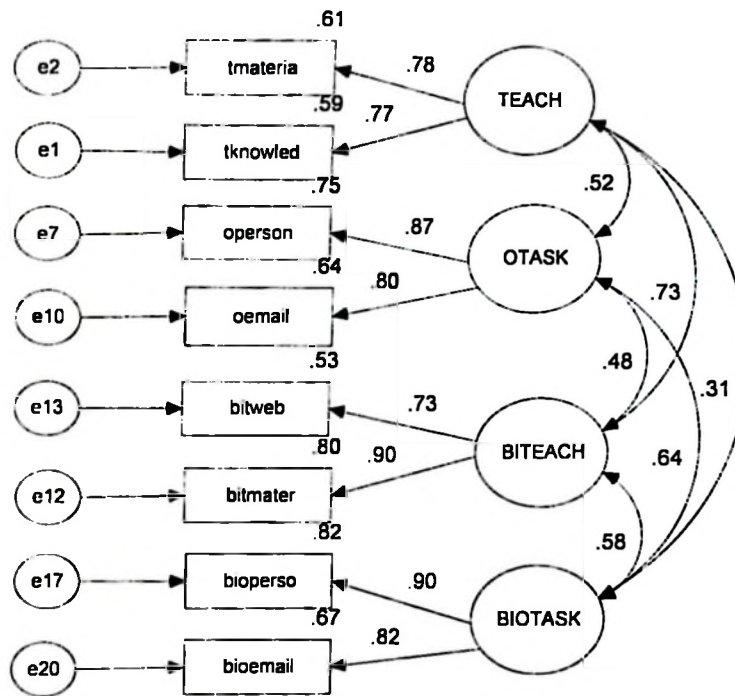 .61
e2 tmateria .78 TEACH
.59 .77
e1 tknowled
.75 .52
e7 operson .87 OTASK
.64 .80 .73
e10 oemail
.53 .48 .31
e13 bitweb .73 BITEACH
.80 .90 .64
e12 bitmater
.82 .58
e17 bioperso .90 BIOTASK
.67 .82
e20 bioemail